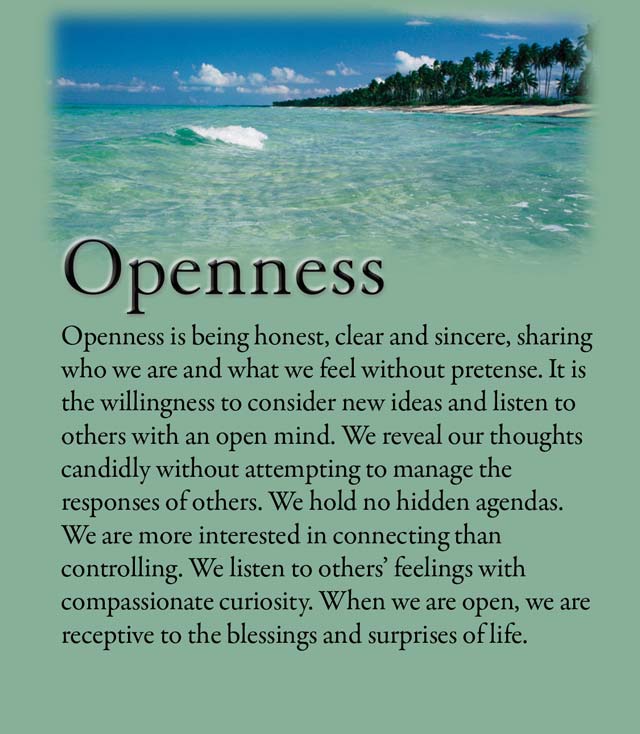 Openness
Openness is being honest, clear and sincere, sharing
who we are and what we feel without pretense. It is
the willingness to consider new ideas and listen to
others with an open mind. We reveal our thoughts
candidly without attempting to manage the
responses of others. We hold no hidden agendas.
We are more interested in connecting than
controlling. We listen to others’ feelings with
compassionate curiosity. When we are open, we are
receptive to the blessings and surprises of life.